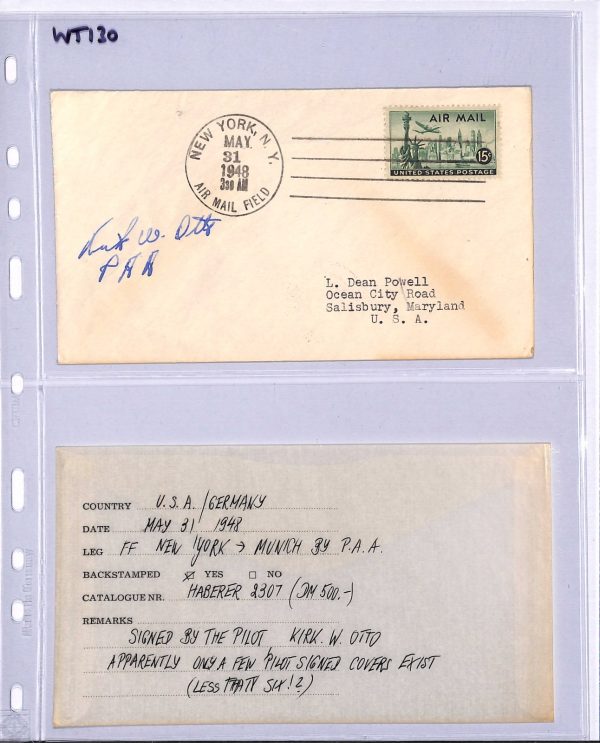 WT130
NEW YORK, N.Y.
MAY
31
1948
330 AM
AIR MAIL FIELD
AIR MAIL
15¢
UNITED STATES POSTAGE
Kirk W. Otto
PAA
L. Dean Powell
Ocean City Road
Salisbury, Maryland
U. S. A.
COUNTRY U.S.A./GERMANY
DATE MAY 31 1948
LEG FF NEW YORK → MUNICH BY P.A.A.
BACKSTAMPED ☒ YES ☐ NO
CATALOGUE NR. HABERER 2307 (DM 500.-)
REMARKS
SIGNED BY THE PILOT, KIRK. W. OTTO
APPARENTLY ONLY A FEW PILOT SIGNED COVERS EXIST
(LESS THAN SIX!?)